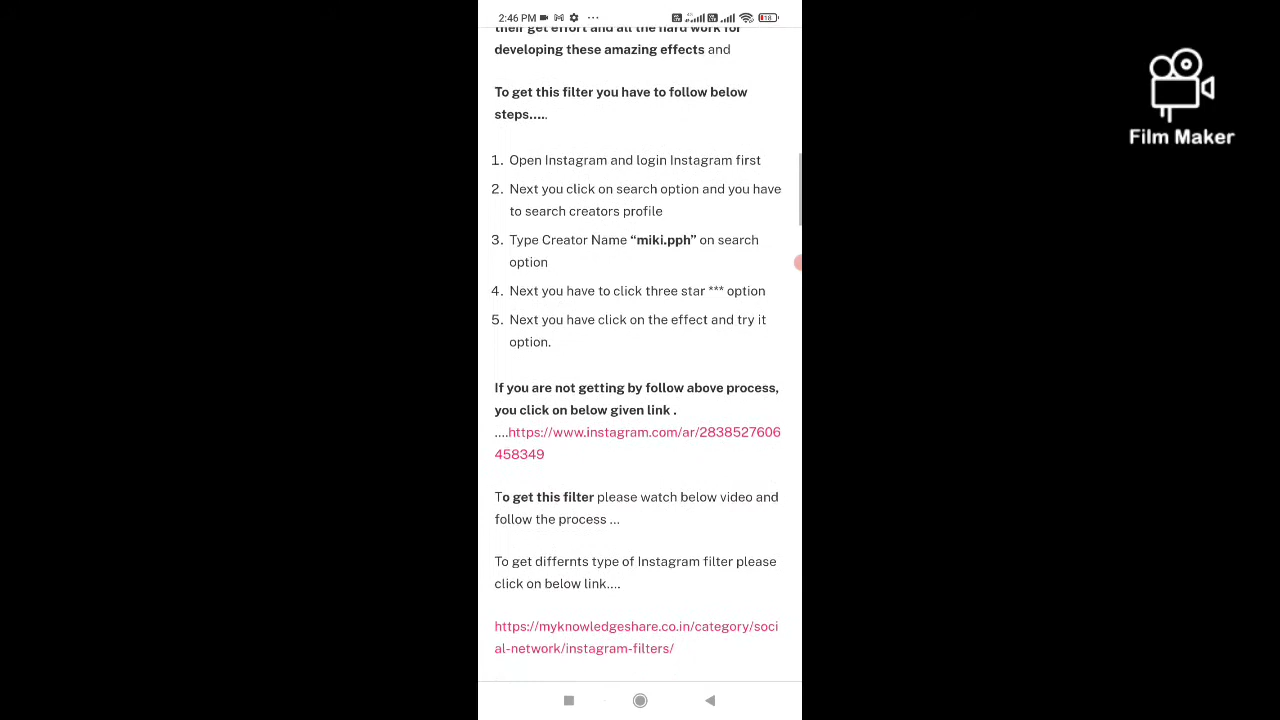 2:46 PM
18
their get effort and all the hard work for
developing these amazing effects and
To get this filter you have to follow below
steps.....
1. Open Instagram and login Instagram first
2. Next you click on search option and you have
to search creators profile
3. Type Creator Name “miki.pph” on search
option
4. Next you have to click three star *** option
5. Next you have click on the effect and try it
option.
If you are not getting by follow above process,
you click on below given link .
....https://www.instagram.com/ar/2838527606
458349
To get this filter please watch below video and
follow the process ...
To get differnts type of Instagram filter please
click on below link....
https://myknowledgeshare.co.in/category/soci
al-network/instagram-filters/
Film Maker